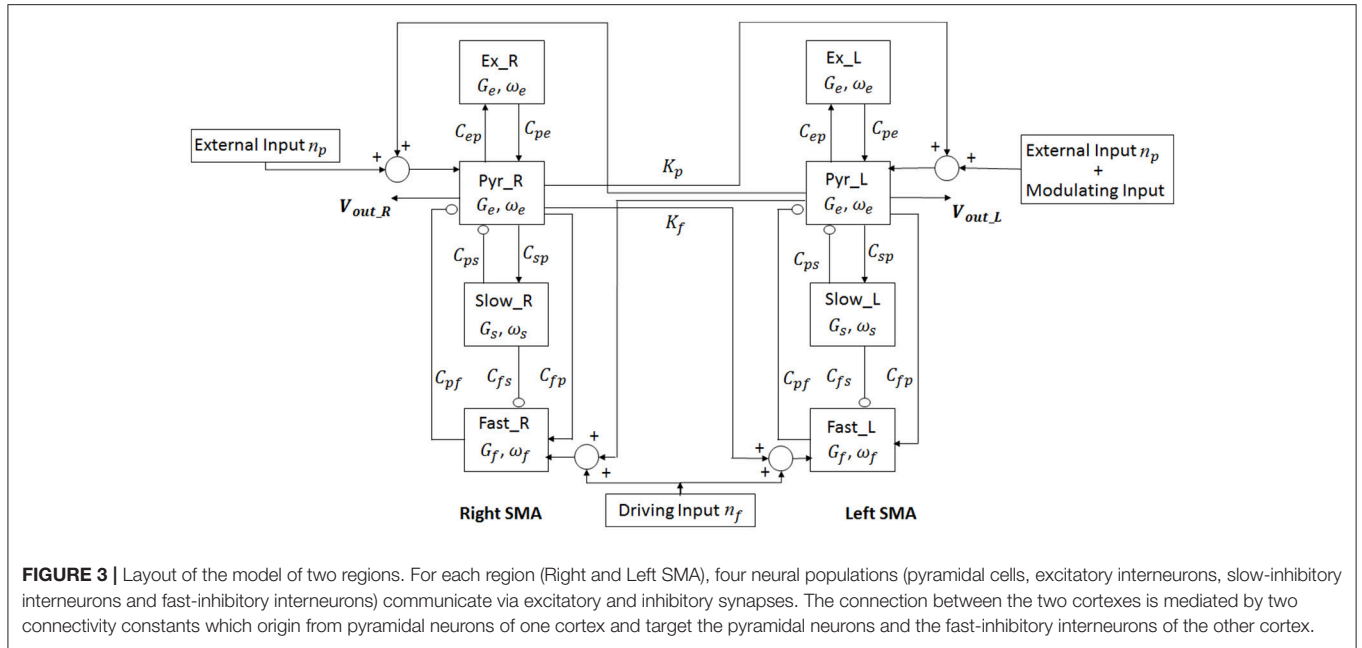 Ex_R
G_e, ω_e
Ex_L
G_e, ω_e
C_ep
C_pe
C_ep
C_pe
External Input n_p
+
+
K_p
+
+
External Input n_p
+
Modulating Input
Pyr_R
G_e, ω_e
Pyr_L
G_e, ω_e
V_out_R
K_f
V_out_L
C_ps
C_sp
C_ps
C_sp
Slow_R
G_s, ω_s
Slow_L
G_s, ω_s
C_pf
C_fs
C_fp
C_pf
C_fs
C_fp
Fast_R
G_f, ω_f
+
+
+
+
Fast_L
G_f, ω_f
Right SMA
Driving Input n_f
Left SMA
FIGURE 3 | Layout of the model of two regions. For each region (Right and Left SMA), four neural populations (pyramidal cells, excitatory interneurons, slow-inhibitory
interneurons and fast-inhibitory interneurons) communicate via excitatory and inhibitory synapses. The connection between the two cortexes is mediated by two
connectivity constants which origin from pyramidal neurons of one cortex and target the pyramidal neurons and the fast-inhibitory interneurons of the other cortex.